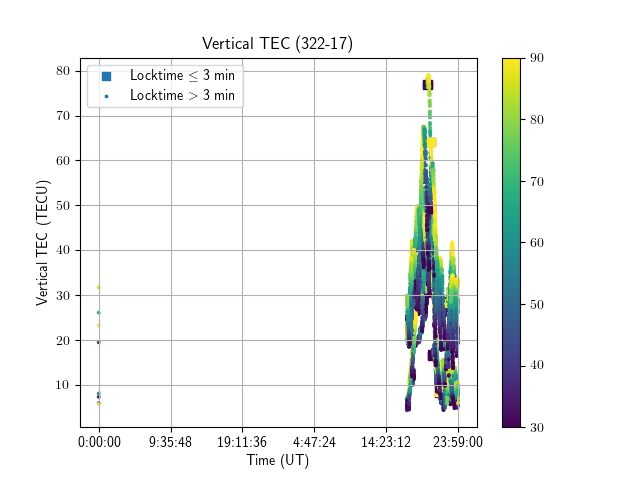 Vertical TEC (322-17)
Locktime ≤ 3 min
Locktime > 3 min
Vertical TEC (TECU)
80
70
60
50
40
30
20
10
0:00:00 9:35:48 19:11:36 4:47:24 14:23:12 23:59:00
Time (UT)
90
80
70
60
50
40
30